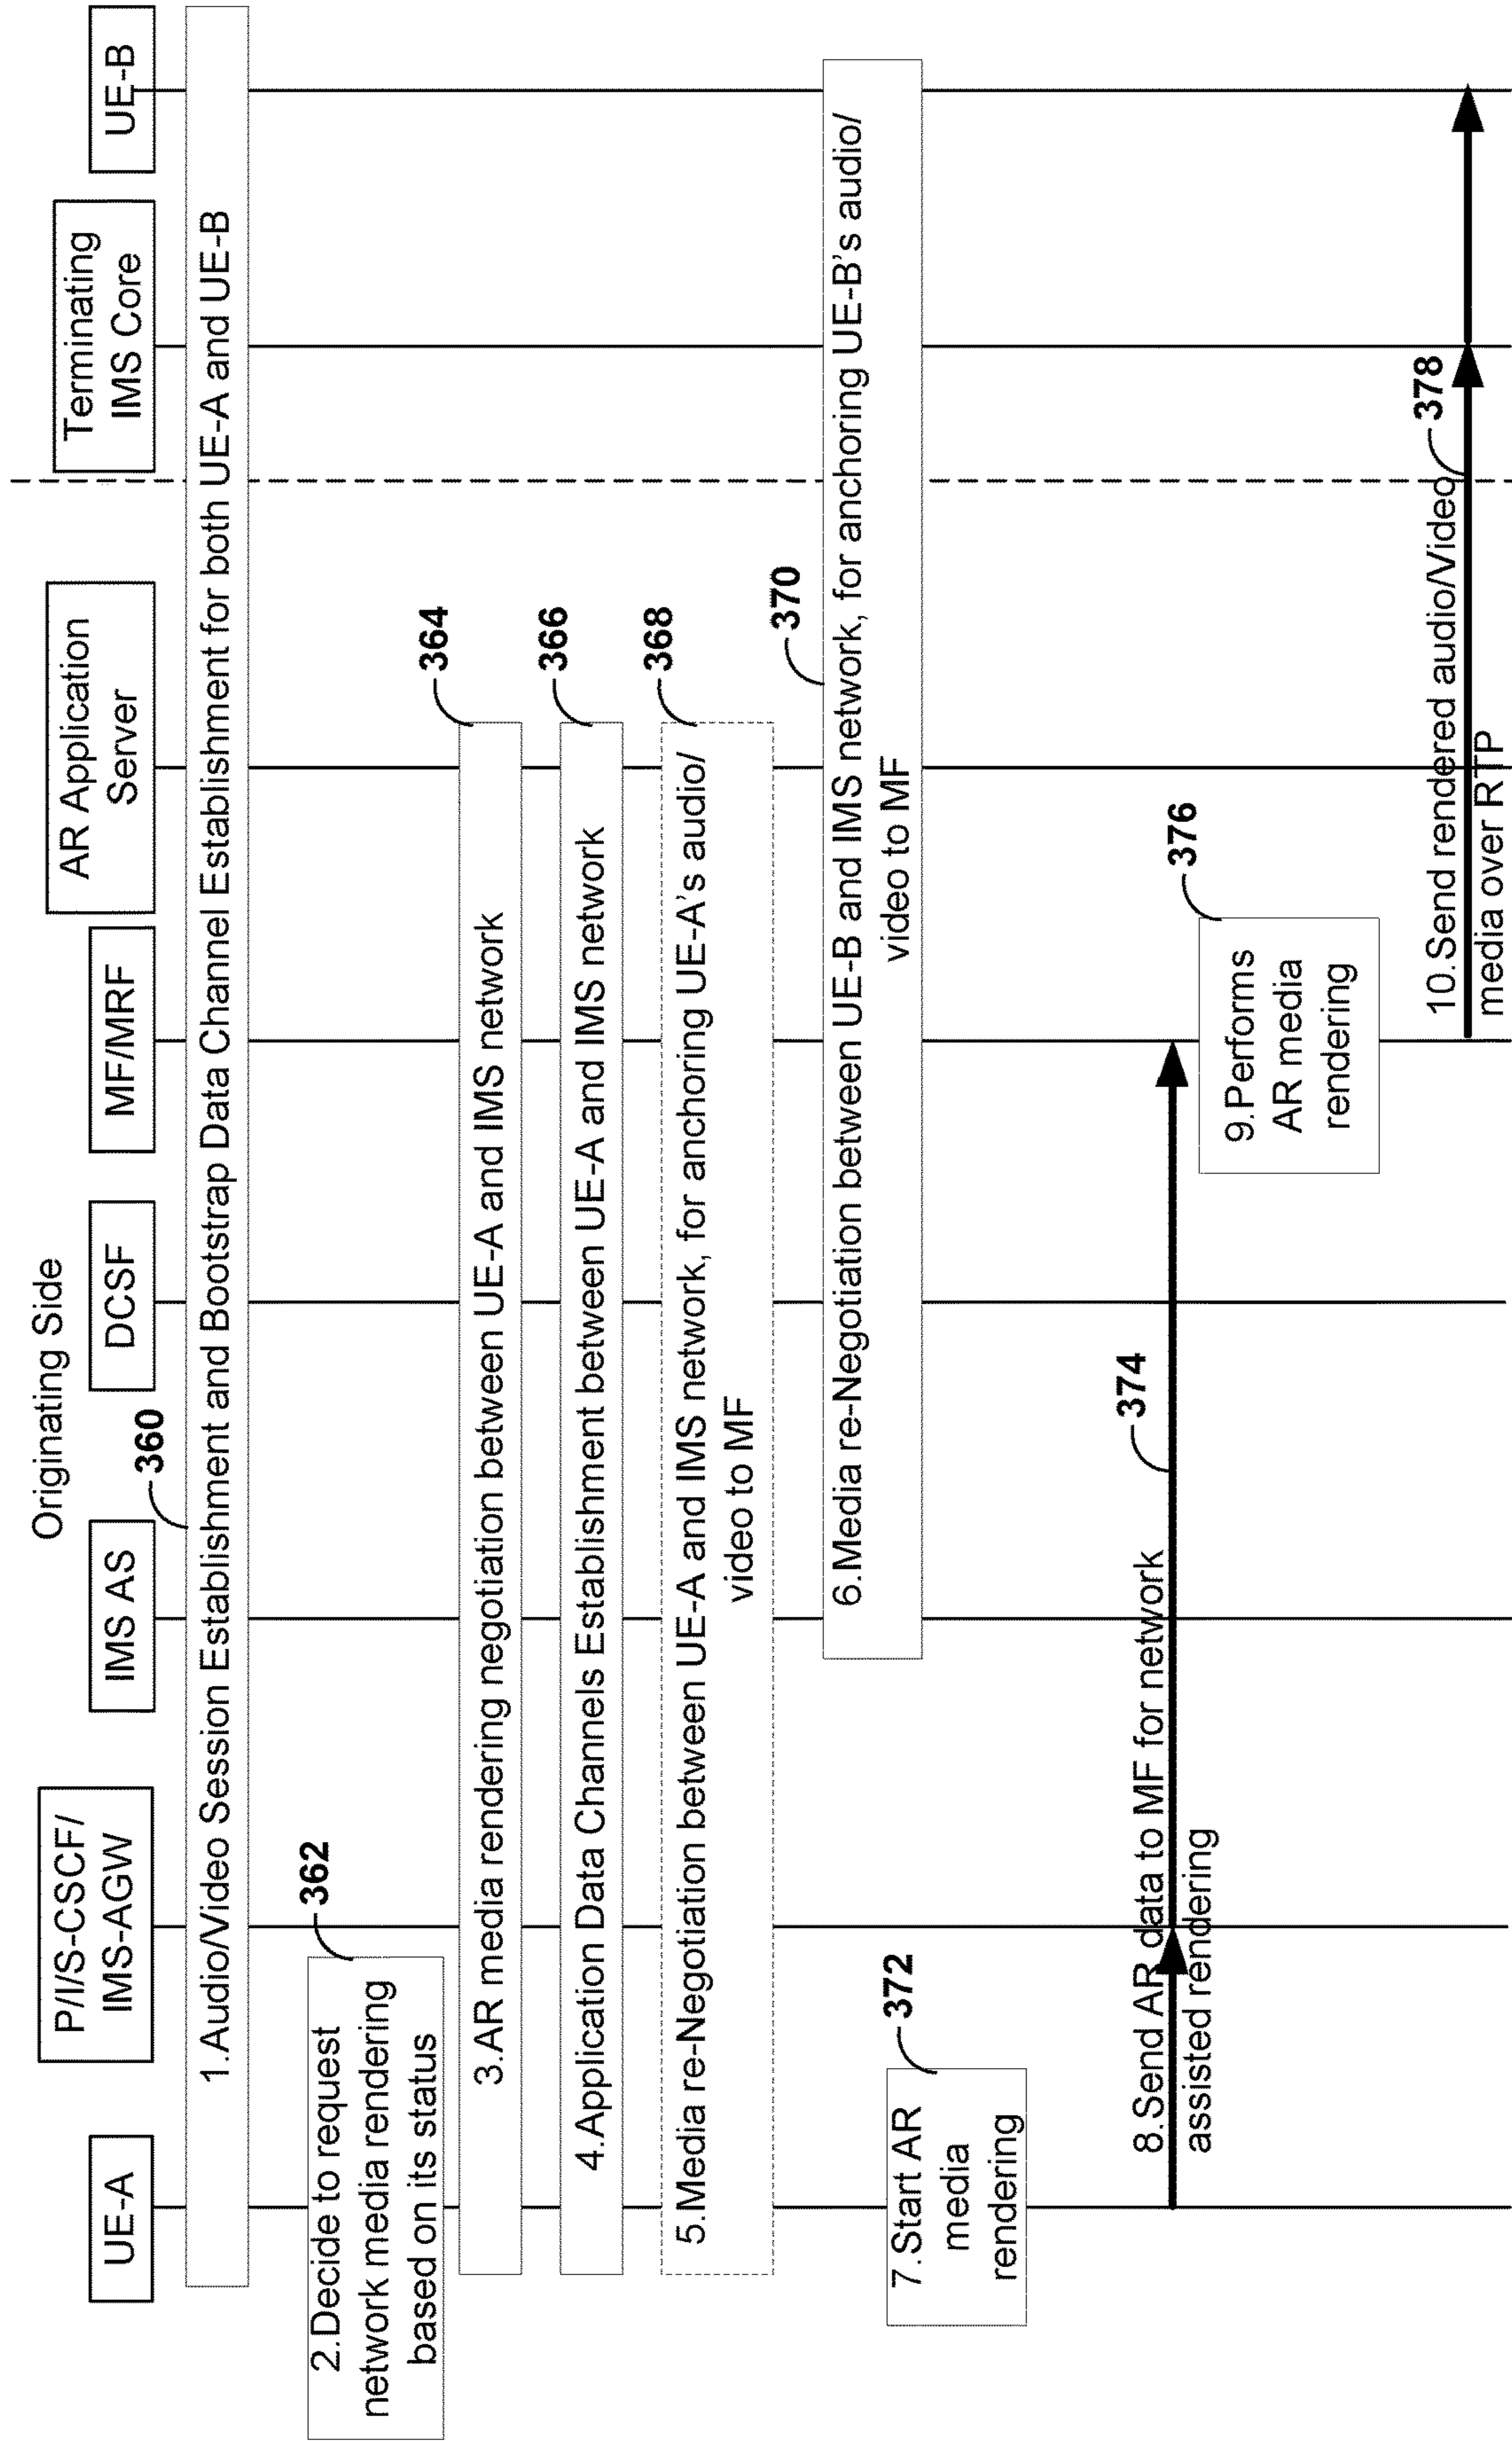 Originating Side
UE-A
P/I/S-CSCF/
IMS-AGW
IMS AS
DCSF
MF/MRF
AR Application
Server
Terminating
IMS Core
UE-B
360
1.Audio/Video Session Establishment and Bootstrap Data Channel Establishment for both UE-A and UE-B
362
2.Decide to request
network media rendering
based on its status
364
3.AR media rendering negotiation between UE-A and IMS network
366
4.Application Data Channels Establishment between UE-A and IMS network
368
5.Media re-Negotiation between UE-A and IMS network, for anchoring UE-A's audio/
video to MF
370
6.Media re-Negotiation between UE-B and IMS network, for anchoring UE-B's audio/
video to MF
372
7.Start AR
media
rendering
374
8.Send AR data to MF for network
assisted rendering
376
9.Performs
AR media
rendering
378
10.Send rendered audio/Video
media over RTP